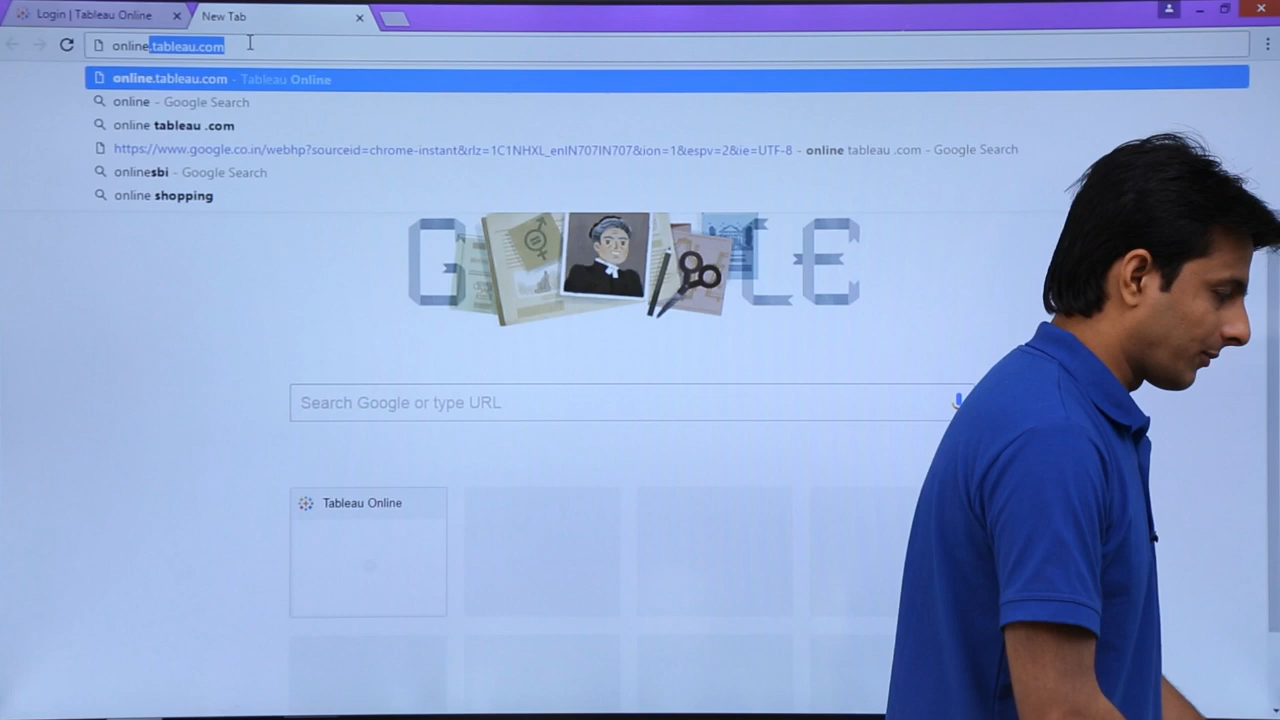 Login | Tableau Online
New Tab
online.tableau.com
online.tableau.com - Tableau Online
online - Google Search
online tableau .com
https://www.google.co.in/webhp?sourceid=chrome-instant&rlz=1C1NHXL_enIN707IN707&ion=1&espv=2&ie=UTF-8 - online tableau .com - Google Search
onlinesbi - Google Search
online shopping
G LE
Search Google or type URL
Tableau Online